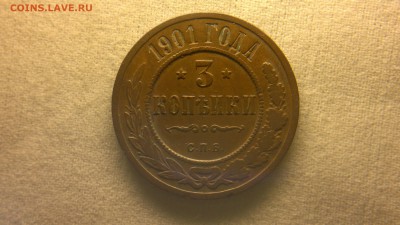 COINS.LAVE.RU
1901 ГОДА
* 3 *
КОПѢЙКИ
С.П.Б.